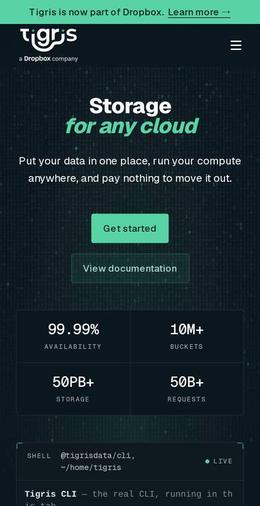 Tigris is now part of Dropbox. Learn more →
Tigris
a Dropbox company
Storage
for any cloud
Put your data in one place, run your compute
anywhere, and pay nothing to move it out.
Get started
View documentation
99.99%
AVAILABILITY
10M+
BUCKETS
50PB+
STORAGE
50B+
REQUESTS
SHELL
@tigrisdata/cli,
~/home/tigris
LIVE
Tigris CLI — the real CLI, running in th
is tab